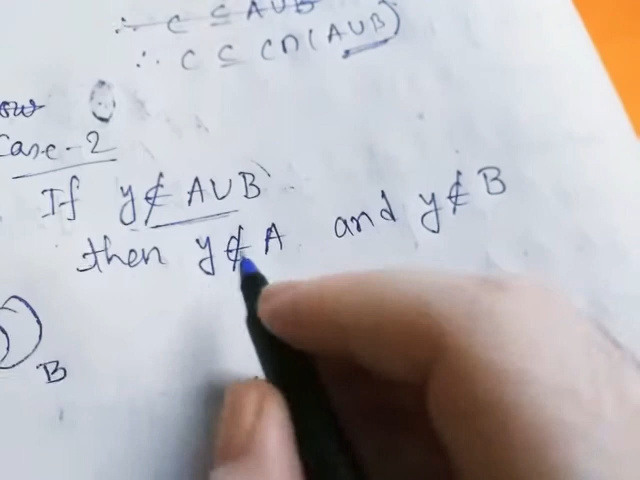 ∴ C ⊆ A∪B
∴ C ⊆ C∩(A∪B)
Case-2
If y∉ A∪B
then y∉A and y∉B
B